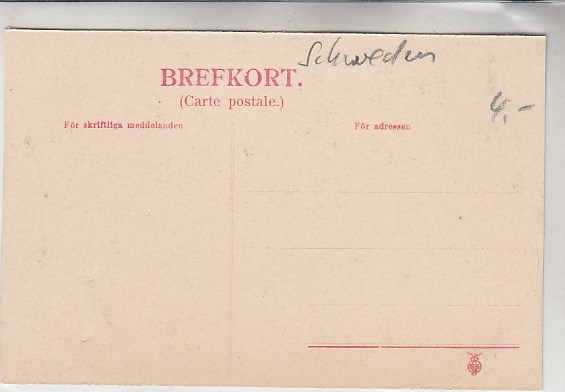 Schweden
BREFKORT.
(Carte postale.)
4,-
För skriftliga meddelanden
För adressen